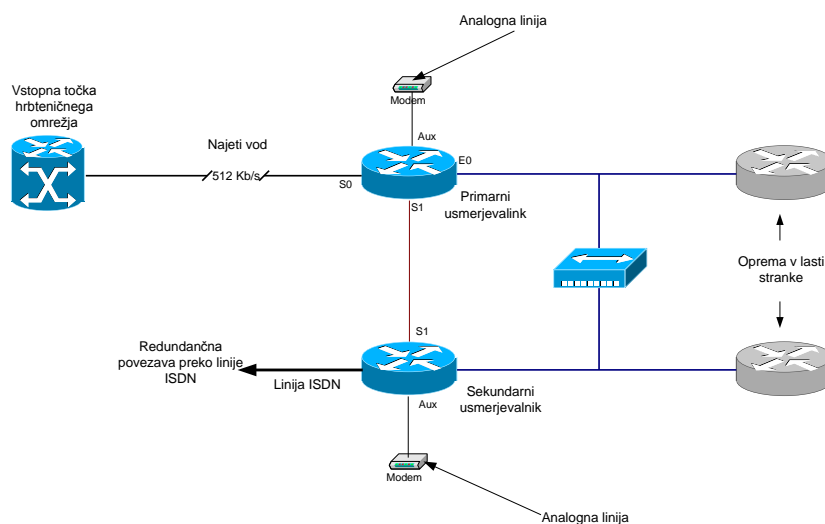 Analogna linija
Vstopna točka
hrbteničnega
omrežja
Modem
Najeti vod
Aux
E0
512 Kb/s
S0
Primarni
usmerjevalink
S1
Oprema v lasti
stranke
S1
Redundančna
povezava preko linije
ISDN
Linija ISDN
Sekundarni
usmerjevalnik
Aux
Modem
Analogna linija